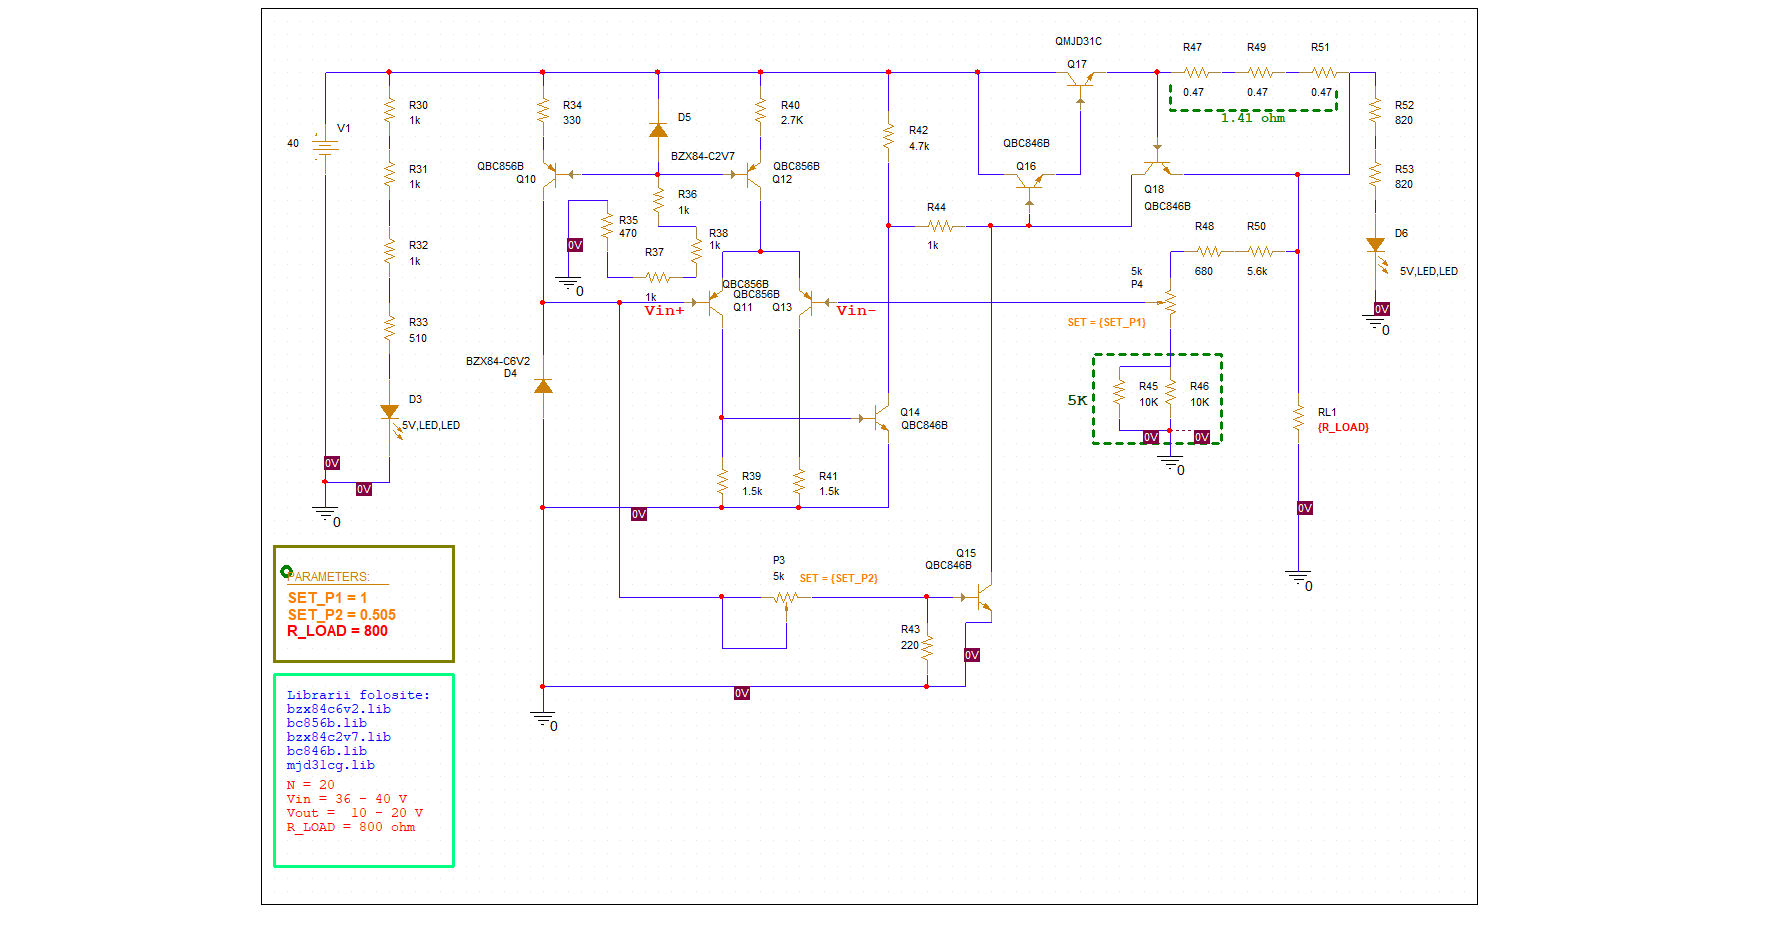 QMJD31C
Q17
R47
R49
R51
0.47
0.47
0.47
1.41 ohm
R30
1k
R34
330
D5
R40
2.7K
R42
4.7k
R52
820
V1
40
BZX84-C2V7
QBC846B
Q16
QBC856B
Q10
QBC856B
Q12
R31
1k
R53
820
Q18
QBC846B
R36
1k
R35
470
R44
1k
R38
1k
R37
1k
0V
0
R32
1k
R48
680
R50
5.6k
D6
5V,LED,LED
5k
P4
QBC856B
QBC856B
Q11
Q13
Vin+
Vin-
0V
0
SET = {SET_P1}
R33
510
BZX84-C6V2
D4
D3
5V,LED,LED
5K
R45
10K
R46
10K
Q14
QBC846B
RL1
{R_LOAD}
0V
0V
0
0V
0V
0
R39
1.5k
R41
1.5k
0V
0V
0
Q15
QBC846B
P3
5k
SET = {SET_P2}
R43
220
0V
0V
0
PARAMETERS:
SET_P1 = 1
SET_P2 = 0.505
R_LOAD = 800
Librarii folosite:
bzx84c6v2.lib
bc856b.lib
bzx84c2v7.lib
bc846b.lib
mjd31cg.lib
N = 20
Vin = 36 - 40 V
Vout =  10 - 20 V
R_LOAD = 800 ohm